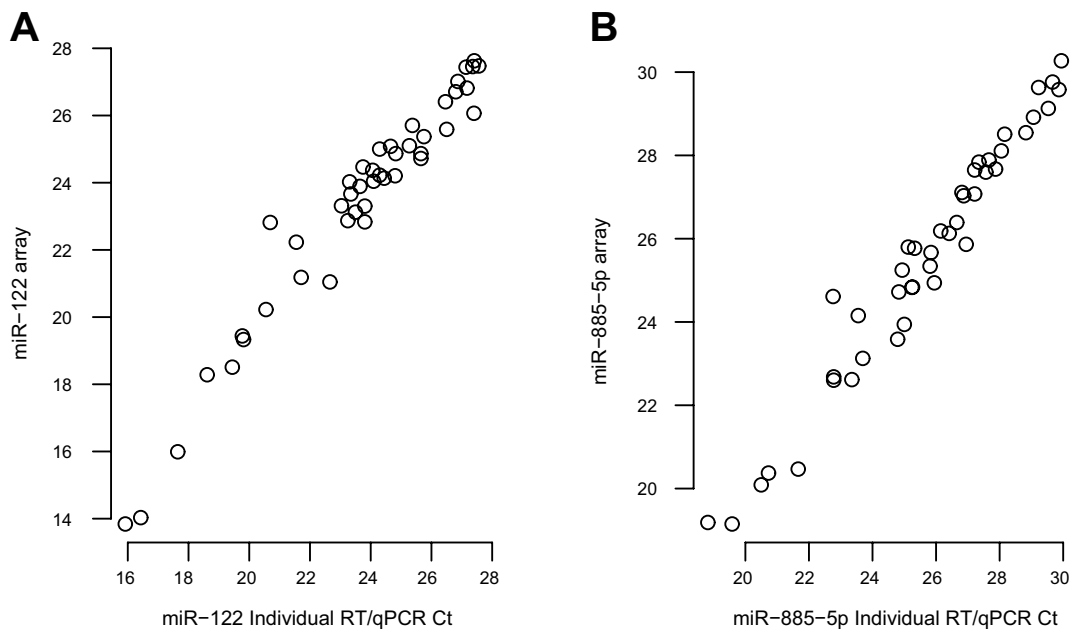 A
28
26
24
22
20
18
16
14
miR−122 array
16 18 20 22 24 26 28
miR−122 Individual RT/qPCR Ct
B
30
28
26
24
22
20
miR−885−5p array
20 22 24 26 28 30
miR−885−5p Individual RT/qPCR Ct